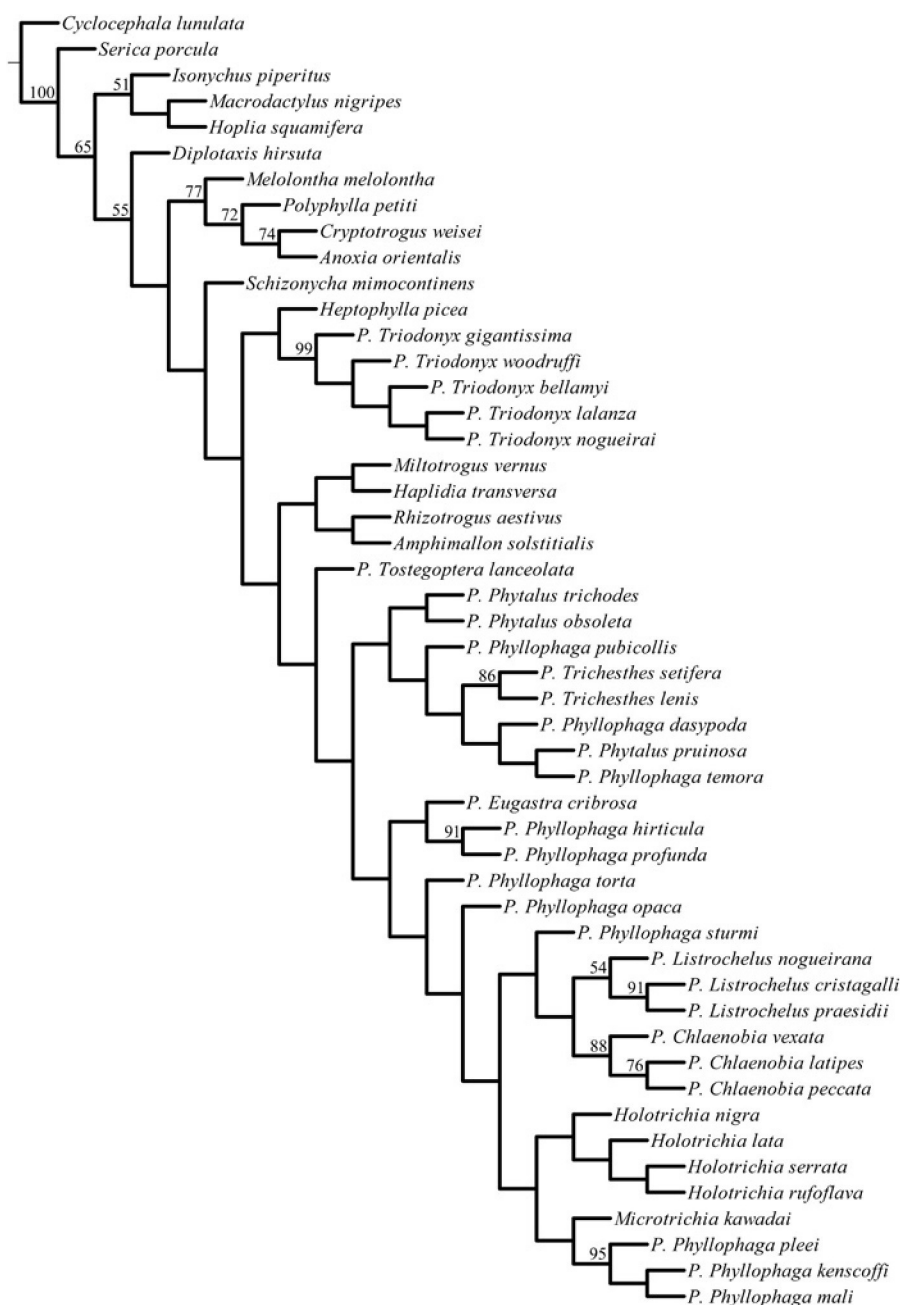 Cyclocephala lunulata
Serica porcula
100
Isonychus piperitus
51
Macrodactylus nigripes
Hoplia squamifera
65
Diplotaxis hirsuta
Melolontha melolontha
77
Polyphylla petiti
55
72
Cryptotrogus weisei
74
Anoxia orientalis
Schizonycha mimocontinens
Heptophylla picea
P. Triodonyx gigantissima
99
P. Triodonyx woodruffi
P. Triodonyx bellamyi
P. Triodonyx lalanza
P. Triodonyx nogueirai
Miltotrogus vernus
Haplidia transversa
Rhizotrogus aestivus
Amphimallon solstitialis
P. Tostegoptera lanceolata
P. Phytalus trichodes
P. Phytalus obsoleta
P. Phyllophaga pubicollis
86
P. Trichesthes setifera
P. Trichesthes lenis
P. Phyllophaga dasypoda
P. Phytalus pruinosa
P. Phyllophaga temora
P. Eugastra cribrosa
91
P. Phyllophaga hirticula
P. Phyllophaga profunda
P. Phyllophaga torta
P. Phyllophaga opaca
P. Phyllophaga sturmi
P. Listrochelus nogueirana
54
P. Listrochelus cristagalli
91
P. Listrochelus praesidii
P. Chlaenobia vexata
88
P. Chlaenobia latipes
76
P. Chlaenobia peccata
Holotrichia nigra
Holotrichia lata
Holotrichia serrata
Holotrichia rufoflava
Microtrichia kawadai
P. Phyllophaga pleei
95
P. Phyllophaga kenscoffi
P. Phyllophaga mali